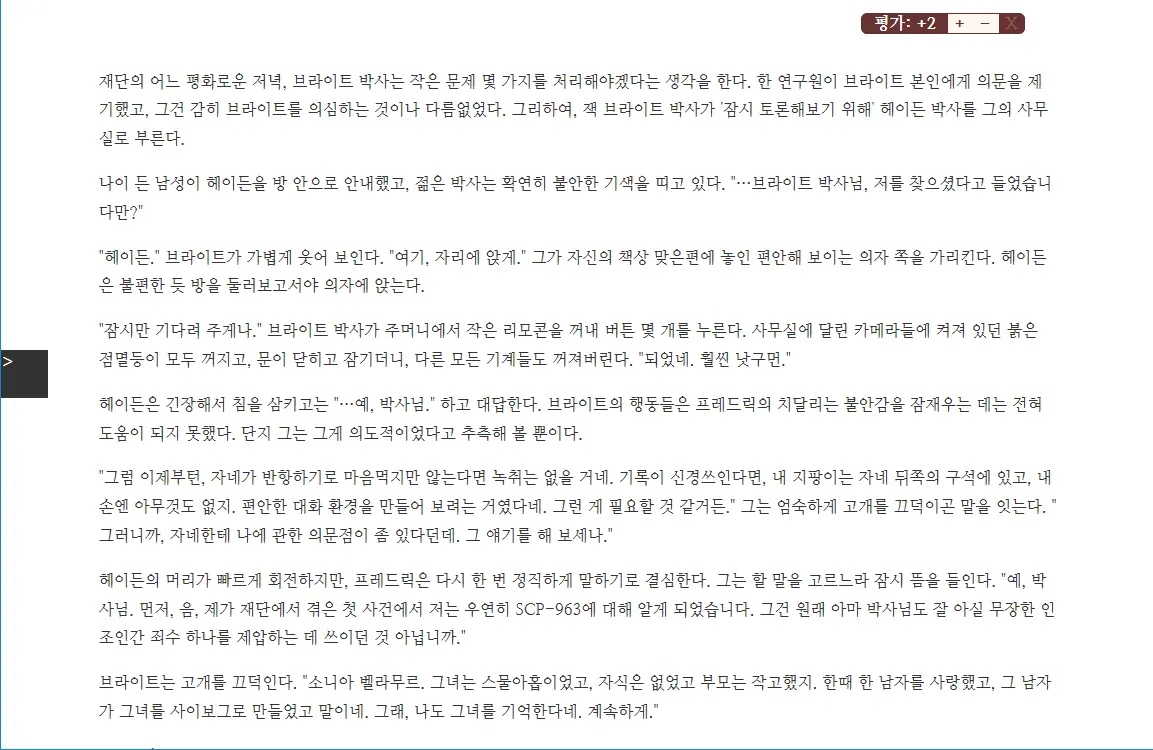 평가: +2 + − X
재단의 어느 평화로운 저녁, 브라이트 박사는 작은 문제 몇 가지를 처리해야겠다는 생각을 한다. 한 연구원이 브라이트 본인에게 의문을 제
기했고, 그건 감히 브라이트를 의심하는 것이나 다름없었다. 그리하여, 잭 브라이트 박사가 '잠시 토론해보기 위해' 헤이든 박사를 그의 사무
실로 부른다.
나이 든 남성이 헤이든을 방 안으로 안내했고, 젊은 박사는 확연히 불안한 기색을 띠고 있다. "…브라이트 박사님, 저를 찾으셨다고 들었습니
다만?"
"헤이든." 브라이트가 가볍게 웃어 보인다. "여기, 자리에 앉게." 그가 자신의 책상 맞은편에 놓인 편안해 보이는 의자 쪽을 가리킨다. 헤이든
은 불편한 듯 방을 둘러보고서야 의자에 앉는다.
>
"잠시만 기다려 주게나." 브라이트 박사가 주머니에서 작은 리모콘을 꺼내 버튼 몇 개를 누른다. 사무실에 달린 카메라들에 켜져 있던 붉은
점멸등이 모두 꺼지고, 문이 닫히고 잠기더니, 다른 모든 기계들도 꺼져버린다. "되었네. 훨씬 낫구먼."
헤이든은 긴장해서 침을 삼키고는 "…예, 박사님." 하고 대답한다. 브라이트의 행동들은 프레드릭의 치달리는 불안감을 잠재우는 데는 전혀
도움이 되지 못했다. 단지 그는 그게 의도적이었다고 추측해 볼 뿐이다.
"그럼 이제부턴, 자네가 반항하기로 마음먹지만 않는다면 녹취는 없을 거네. 기록이 신경쓰인다면, 내 지팡이는 자네 뒤쪽의 구석에 있고, 내
손엔 아무것도 없지. 편안한 대화 환경을 만들어 보려는 거였다네. 그런 게 필요할 것 같거든." 그는 엄숙하게 고개를 끄덕이곤 말을 잇는다. "
그러니까, 자네한테 나에 관한 의문점이 좀 있다던데. 그 얘기를 해 보세나."
헤이든의 머리가 빠르게 회전하지만, 프레드릭은 다시 한 번 정직하게 말하기로 결심한다. 그는 할 말을 고르느라 잠시 뜸을 들인다. "예, 박
사님. 먼저, 음, 제가 재단에서 겪은 첫 사건에서 저는 우연히 SCP-963에 대해 알게 되었습니다. 그건 원래 아마 박사님도 잘 아실 무장한 인
조인간 죄수 하나를 제압하는 데 쓰이던 것 아닙니까."
브라이트는 고개를 끄덕인다. "소니아 벨라무르. 그녀는 스물아홉이었고, 자식은 없었고 부모는 작고했지. 한때 한 남자를 사랑했고, 그 남자
가 그녀를 사이보그로 만들었고 말이네. 그래, 나도 그녀를 기억한다네. 계속하게."